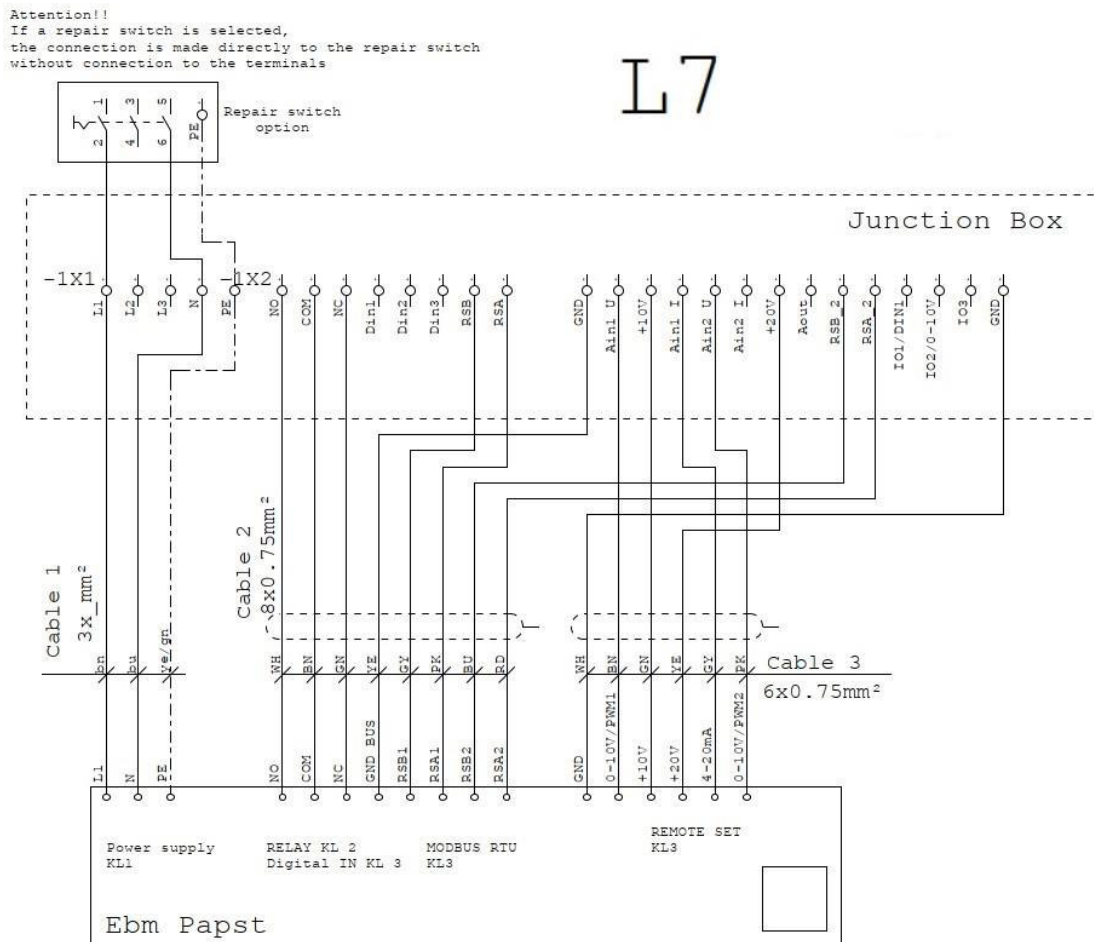 Attention!!
If a repair switch is selected,
the connection is made directly to the repair switch
without connection to the terminals
L7
1 3 5
2 4 6 PE
Repair switch
option
Junction Box
-1X1
L1 L2 L3 N PE
-1X2
NO COM NC Din1 Din2 Din3 RSB RSA
GND Ain1 U +10V Ain1 I Ain2 U Ain2 I +20V Aout RSB_2 RSA_2 IO1/DIN1 IO2/0-10V IO3 GND
Cable 1
3x_mm²
bn bu ye/gn
Cable 2
8x0.75mm²
WH BN GN YE GY PK BU RD
WH BN GN YE GY PK
Cable 3
6x0.75mm²
L1 N PE
NO COM NC GND BUS RSB1 RSA1 RSB2 RSA2
GND 0-10V/PWM1 +10V +20V 4-20mA 0-10V/PWM2
Power supply
KL1
RELAY KL 2
Digital IN KL 3
MODBUS RTU
KL3
REMOTE SET
KL3
Ebm Papst